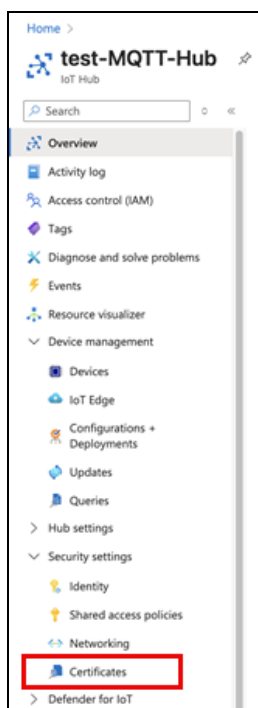 Home >
test-MQTT-Hub
IoT Hub
Search
Overview
Activity log
Access control (IAM)
Tags
Diagnose and solve problems
Events
Resource visualizer
Device management
Devices
IoT Edge
Configurations +
Deployments
Updates
Queries
Hub settings
Security settings
Identity
Shared access policies
Networking
Certificates
Defender for IoT